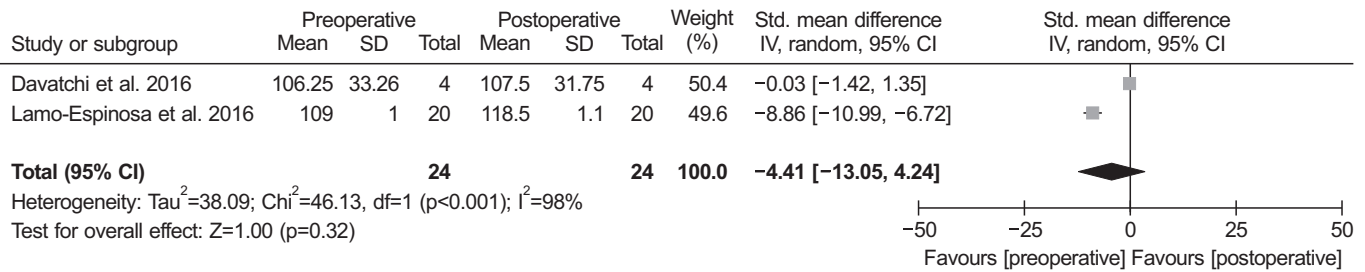 Preoperative Postoperative Weight Std. mean difference Std. mean difference
Study or subgroup Mean SD Total Mean SD Total (%) IV, random, 95% CI IV, random, 95% CI
Davatchi et al. 2016 106.25 33.26 4 107.5 31.75 4 50.4 −0.03 [−1.42, 1.35]
Lamo-Espinosa et al. 2016 109 1 20 118.5 1.1 20 49.6 −8.86 [−10.99, −6.72]
Total (95% CI) 24 24 100.0 −4.41 [−13.05, 4.24]
Heterogeneity: Tau²=38.09; Chi²=46.13, df=1 (p<0.001); I²=98%
Test for overall effect: Z=1.00 (p=0.32)
−50 −25 0 25 50
Favours [preoperative] Favours [postoperative]